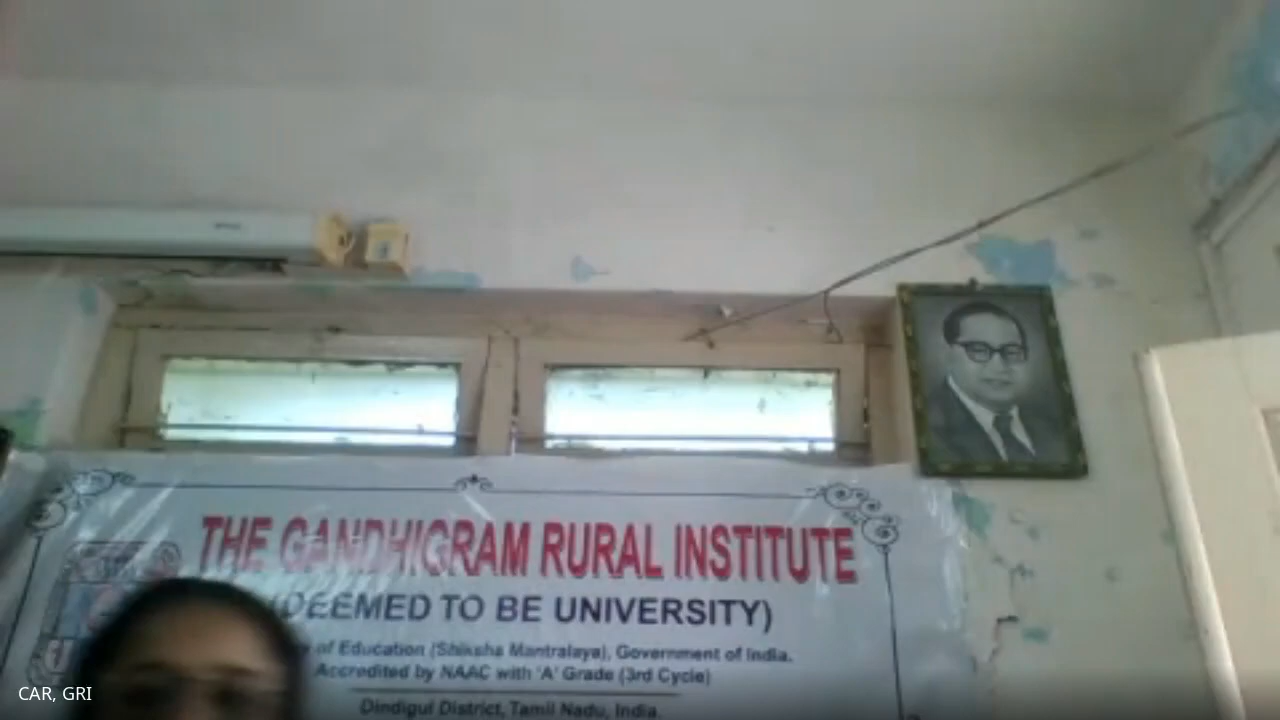 THE GANDHIGRAM RURAL INSTITUTE
(DEEMED TO BE UNIVERSITY)
of Education (Shiksha Mantralaya), Government of India.
Accredited by NAAC with 'A' Grade (3rd Cycle)
Dindigul District, Tamil Nadu, India.
CAR, GRI